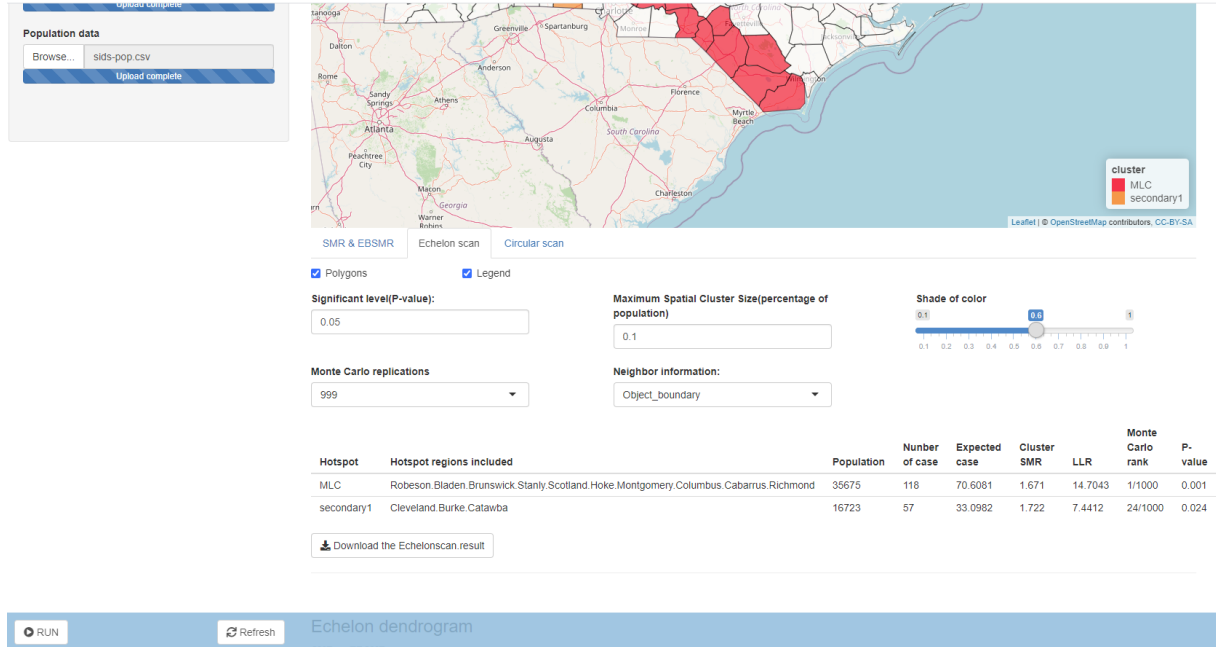 Upload complete
Population data
Browse... sids-pop.csv
Upload complete
Charlotte
Greenville
Spartanburg
Monroe
Fayetteville
Jacksonville
Dalton
Anderson
Wilmington
Rome
Sandy Springs
Athens
Florence
Columbia
Atlanta
Myrtle Beach
South Carolina
Augusta
Peachtree City
Macon
Charleston
Georgia
Warner Robins
cluster
MLC
secondary1
Leaflet | © OpenStreetMap contributors, CC-BY-SA
SMR & EBSMR Echelon scan Circular scan
Polygons Legend
Significant level(P-value):
0.05
Maximum Spatial Cluster Size(percentage of
population)
0.1
Shade of color
0.1 0.6 1
0.1 0.2 0.3 0.4 0.5 0.6 0.7 0.8 0.9 1
Monte Carlo replications
999
Neighbor information:
Object_boundary
Hotspot Hotspot regions included Population Nunber of case Expected case Cluster SMR LLR Monte Carlo rank P-value
MLC Robeson.Bladen.Brunswick.Stanly.Scotland.Hoke.Montgomery.Columbus.Cabarrus.Richmond 35675 118 70.6081 1.671 14.7043 1/1000 0.001
secondary1 Cleveland.Burke.Catawba 16723 57 33.0982 1.722 7.4412 24/1000 0.024
Download the Echelonscan.result
RUN Refresh Echelon dendrogram